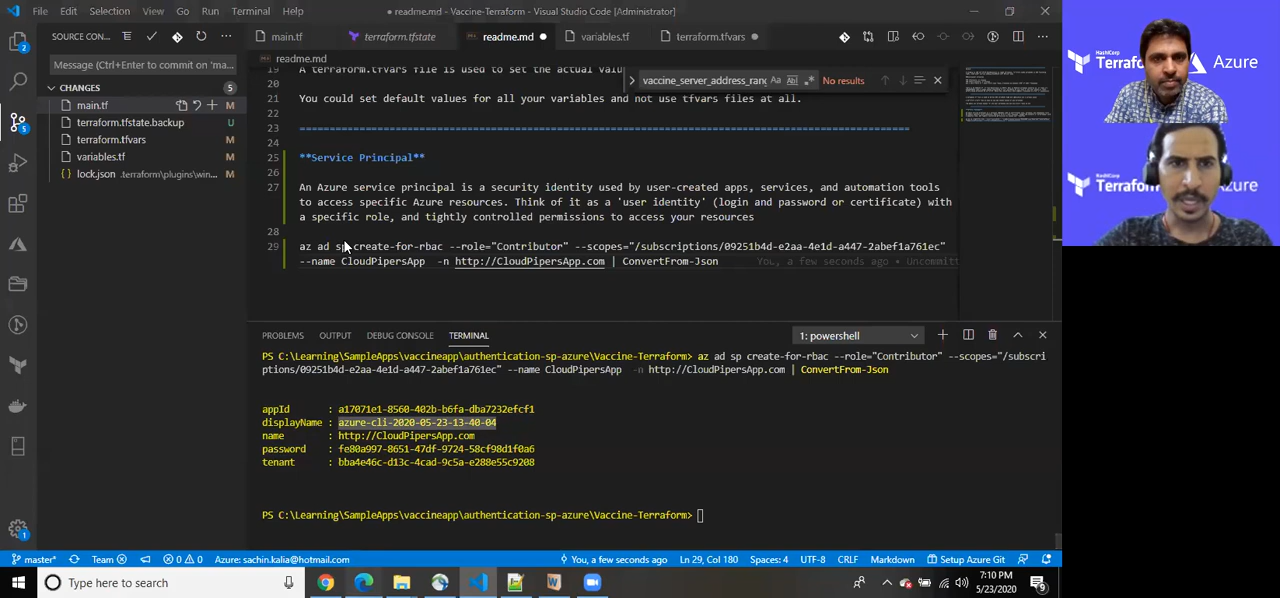 File Edit Selection View Go Run Terminal Help
● readme.md - Vaccine-Terraform - Visual Studio Code [Administrator]
SOURCE CON...
main.tf
terraform.tfstate
readme.md
variables.tf
terraform.tfvars
Message (Ctrl+Enter to commit on 'ma...
CHANGES 5
main.tf M
terraform.tfstate.backup U
terraform.tfvars M
variables.tf M
lock.json .terraform\plugins\win... M
2
5
1
readme.md
vaccine_server_address_rang Aa Abl No results
19 A terraform.tfvars file is used to set the actual valu
20
21 You could set default values for all your variables and not use tfvars files at all.
22
23 =====================================================================================
24
25 **Service Principal**
26
27 An Azure service principal is a security identity used by user-created apps, services, and automation tools
to access specific Azure resources. Think of it as a 'user identity' (login and password or certificate) with
a specific role, and tightly controlled permissions to access your resources
28
29 az ad sp create-for-rbac --role="Contributor" --scopes="/subscriptions/09251b4d-e2aa-4e1d-a447-2abef1a761ec"
--name CloudPipersApp -n http://CloudPipersApp.com | ConvertFrom-Json You, a few seconds ago • Uncommitt
PROBLEMS OUTPUT DEBUG CONSOLE TERMINAL
1: powershell
PS C:\Learning\SampleApps\vaccineapp\authentication-sp-azure\Vaccine-Terraform> az ad sp create-for-rbac --role="Contributor" --scopes="/subscri
ptions/09251b4d-e2aa-4e1d-a447-2abef1a761ec" --name CloudPipersApp -n http://CloudPipersApp.com | ConvertFrom-Json
appId : a17071e1-8560-402b-b6fa-dba7232efcf1
displayName : azure-cli-2020-05-23-13-40-04
name : http://CloudPipersApp.com
password : fe80a997-8651-47df-9724-58cf98d1f0a6
tenant : bba4e46c-d13c-4cad-9c5a-e288e55c9208
PS C:\Learning\SampleApps\vaccineapp\authentication-sp-azure\Vaccine-Terraform>
master* Team Azure: sachin.kalia@hotmail.com
0 0
You, a few seconds ago Ln 29, Col 180 Spaces: 4 UTF-8 CRLF Markdown Setup Azure Git
Type here to search
7:10 PM
5/23/2020
9
HashiCorp
Terraform
Azure
Terraform
Azure